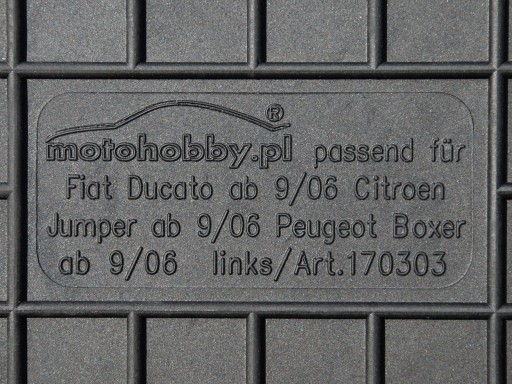 motohobby.pl® passend für
Fiat Ducato ab 9/06 Citroen
Jumper ab 9/06 Peugeot Boxer
ab 9/06 links/Art.170303